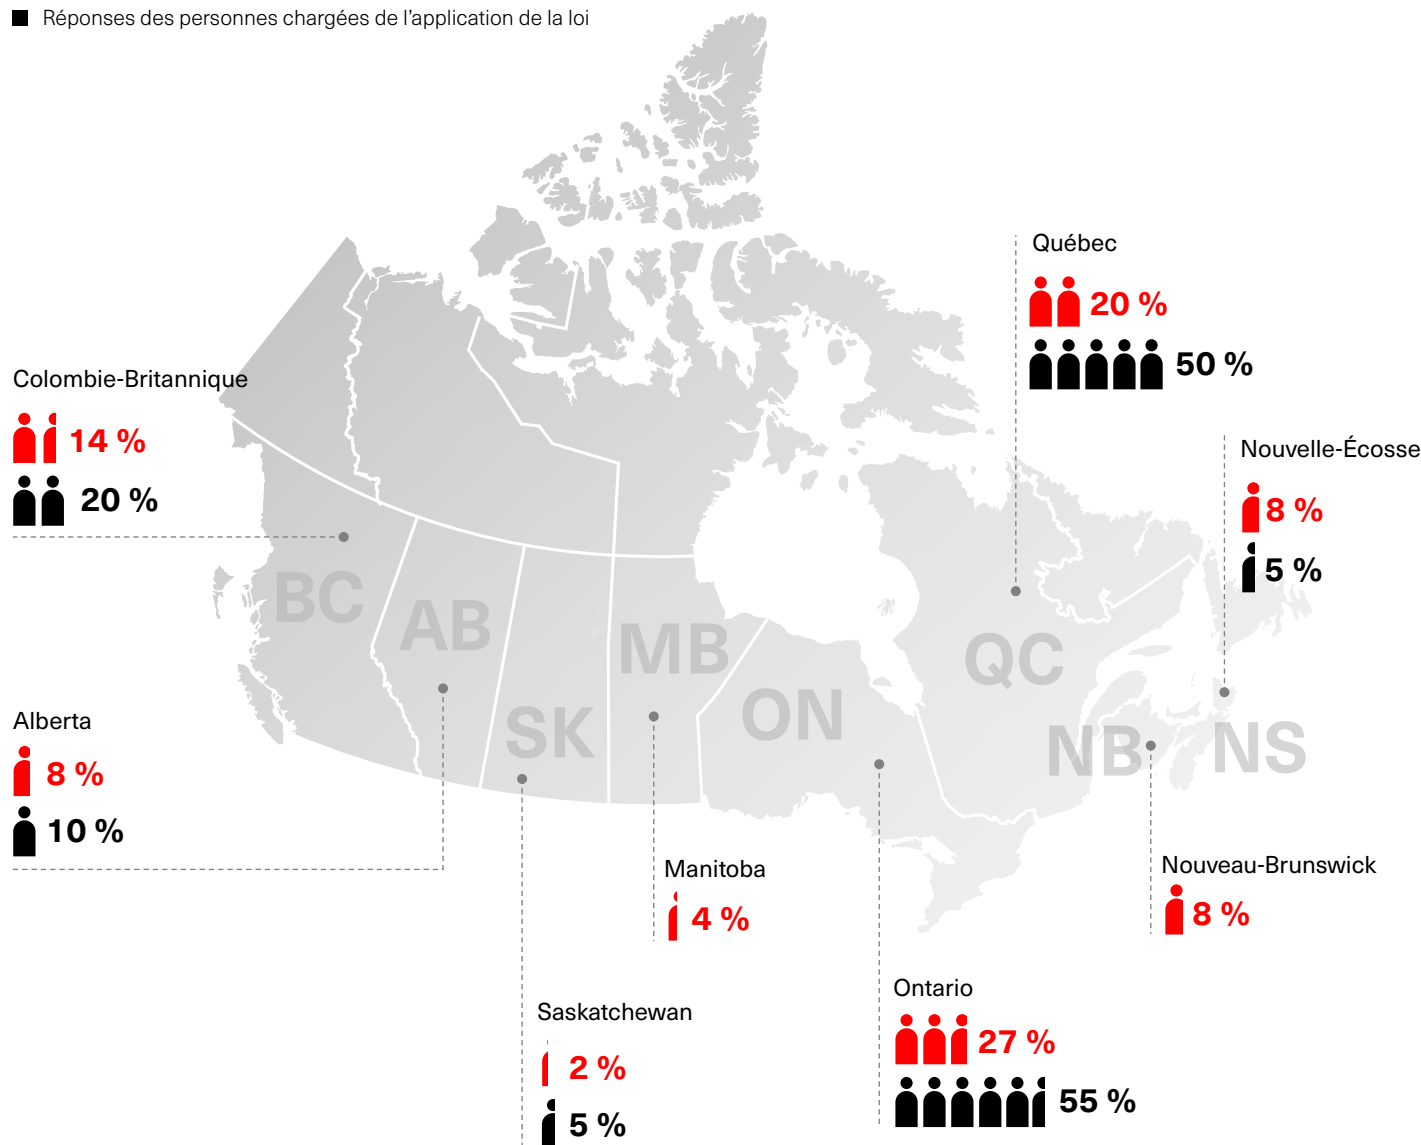 Réponses des personnes chargées de l'application de la loi
Québec
20 %
50 %
Colombie-Britannique
14 %
20 %
Nouvelle-Écosse
8 %
5 %
BC
AB
MB
QC
SK
ON
NB
NS
Alberta
8 %
10 %
Manitoba
4 %
Nouveau-Brunswick
8 %
Saskatchewan
2 %
5 %
Ontario
27 %
55 %